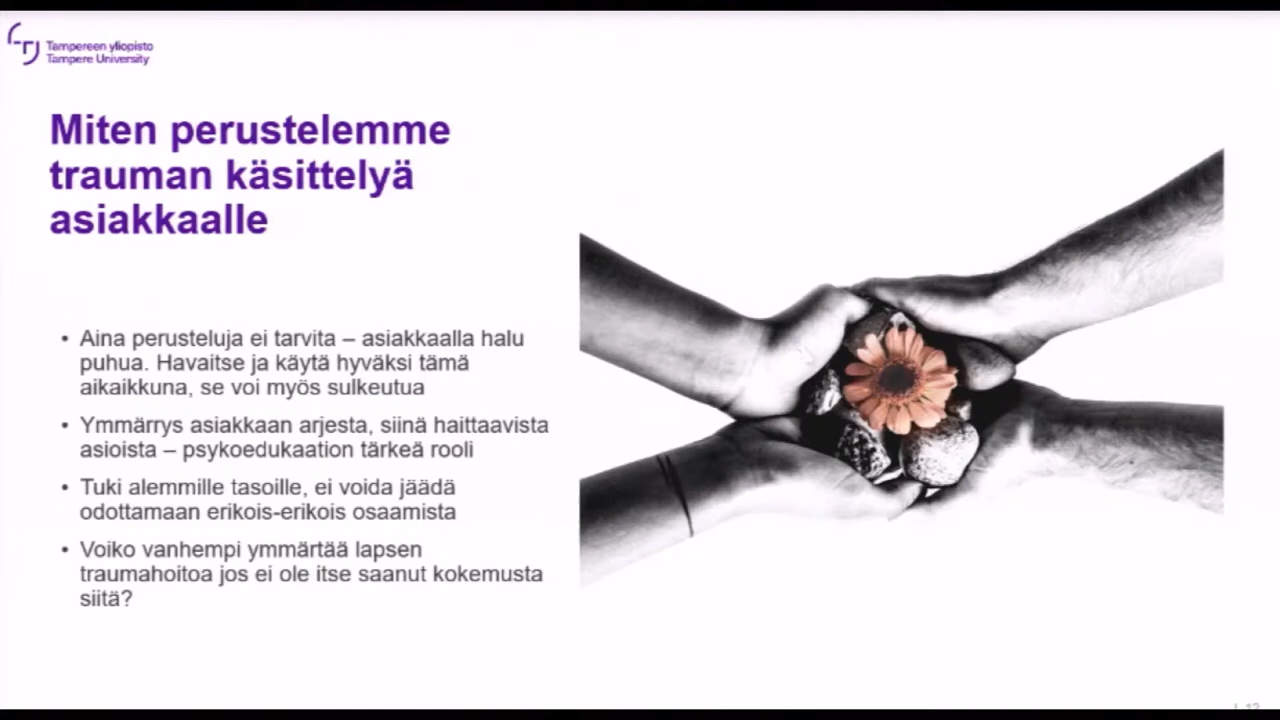 Tampereen yliopisto
Tampere University
Miten perustelemme
trauman käsittelyä
asiakkaalle
• Aina perusteluja ei tarvita – asiakkaalla halu
puhua. Havaitse ja käytä hyväksi tämä
aikaikkuna, se voi myös sulkeutua
• Ymmärrys asiakkaan arjesta, siinä haittaavista
asioista – psykoedukaation tärkeä rooli
• Tuki alemmille tasoille, ei voida jäädä
odottamaan erikois-erikois osaamista
• Voiko vanhempi ymmärtää lapsen
traumahoitoa jos ei ole itse saanut kokemusta
siitä?